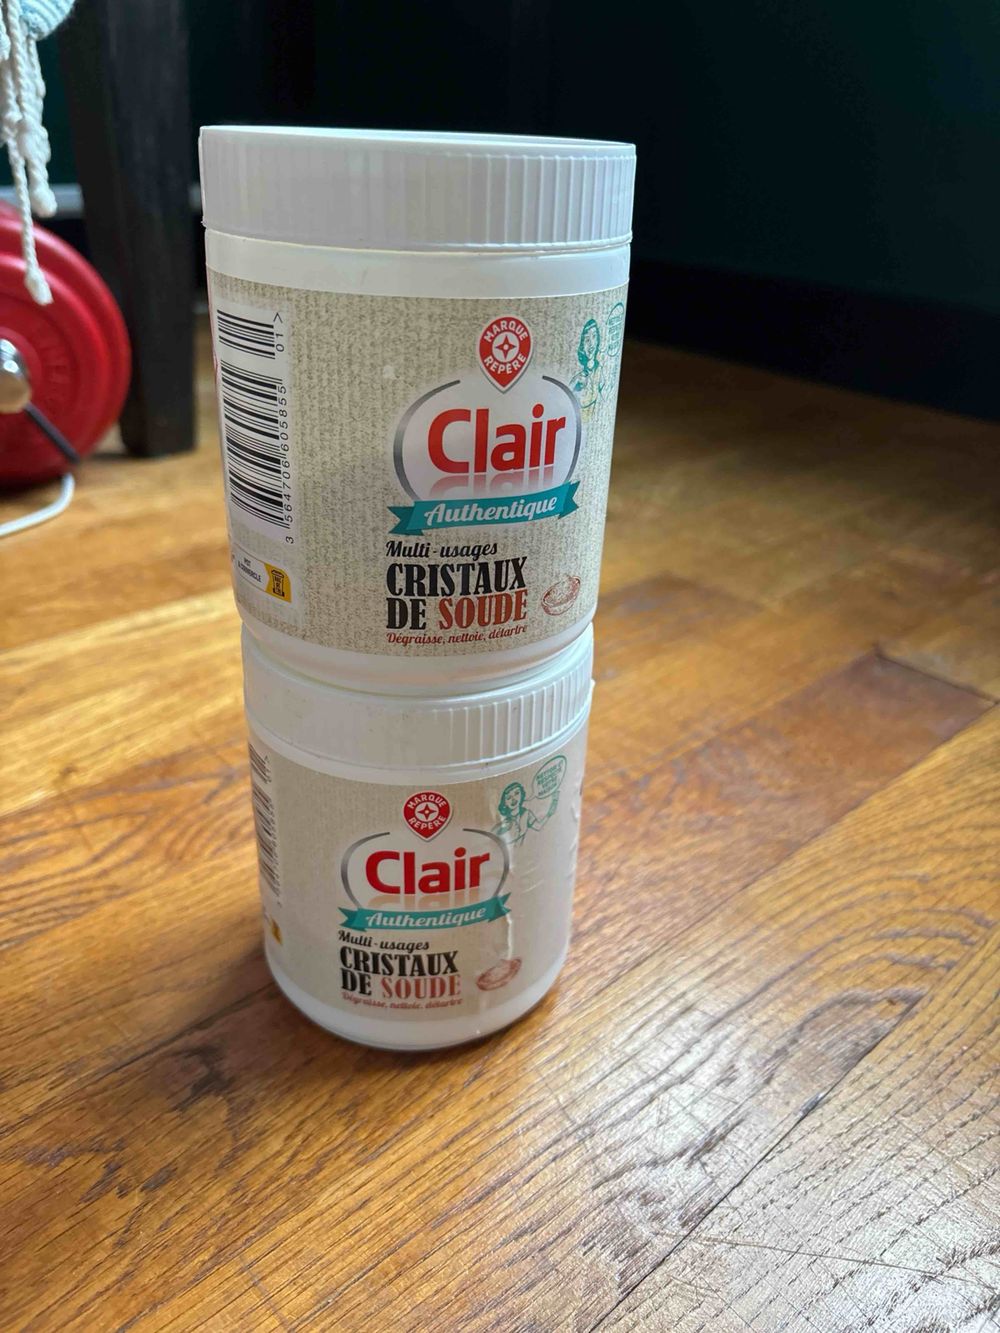 MARQUE
REPÈRE
Clair
Authentique
Multi-usages
CRISTAUX
DE SOUDE
Dégraisse, nettoie, détartre
3 564706 605855
01 >
MARQUE
REPÈRE
Clair
Authentique
Multi-usages
CRISTAUX
DE SOUDE
Dégraisse, nettoie, détartre